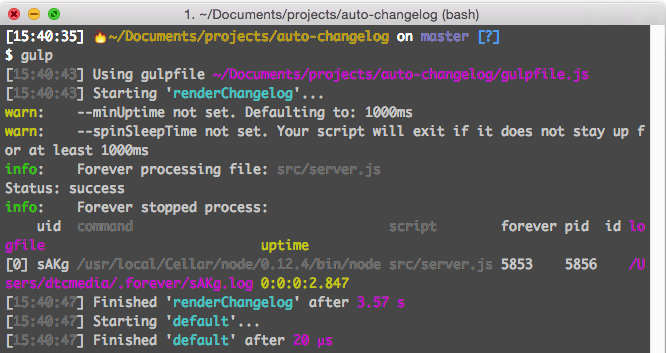 1. ~/Documents/projects/auto-changelog (bash)
[15:40:35] 🔥~/Documents/projects/auto-changelog on master [?]
$ gulp
[15:40:43] Using gulpfile ~/Documents/projects/auto-changelog/gulpfile.js
[15:40:43] Starting 'renderChangelog'...
warn:    --minUptime not set. Defaulting to: 1000ms
warn:    --spinSleepTime not set. Your script will exit if it does not stay up f
or at least 1000ms
info:    Forever processing file: src/server.js
Status: success
info:    Forever stopped process:
    uid  command                               script         forever pid   id lo
gfile                          uptime
[0] sAKg /usr/local/Cellar/node/0.12.4/bin/node src/server.js 5853    5856    /U
sers/dtcmedia/.forever/sAKg.log 0:0:0:2.847
[15:40:47] Finished 'renderChangelog' after 3.57 s
[15:40:47] Starting 'default'...
[15:40:47] Finished 'default' after 20 μs